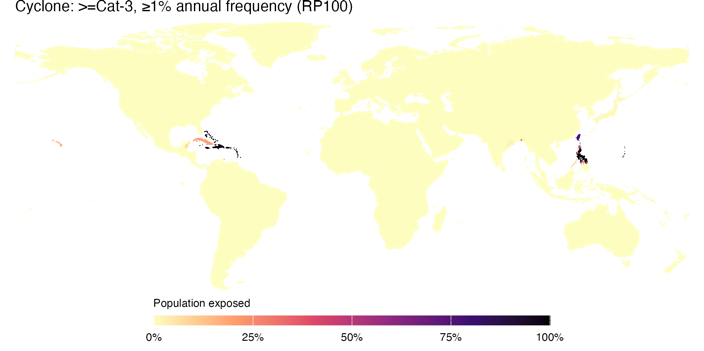 Cyclone: >=Cat-3, ≥1% annual frequency (RP100)
Population exposed
0% 25% 50% 75% 100%